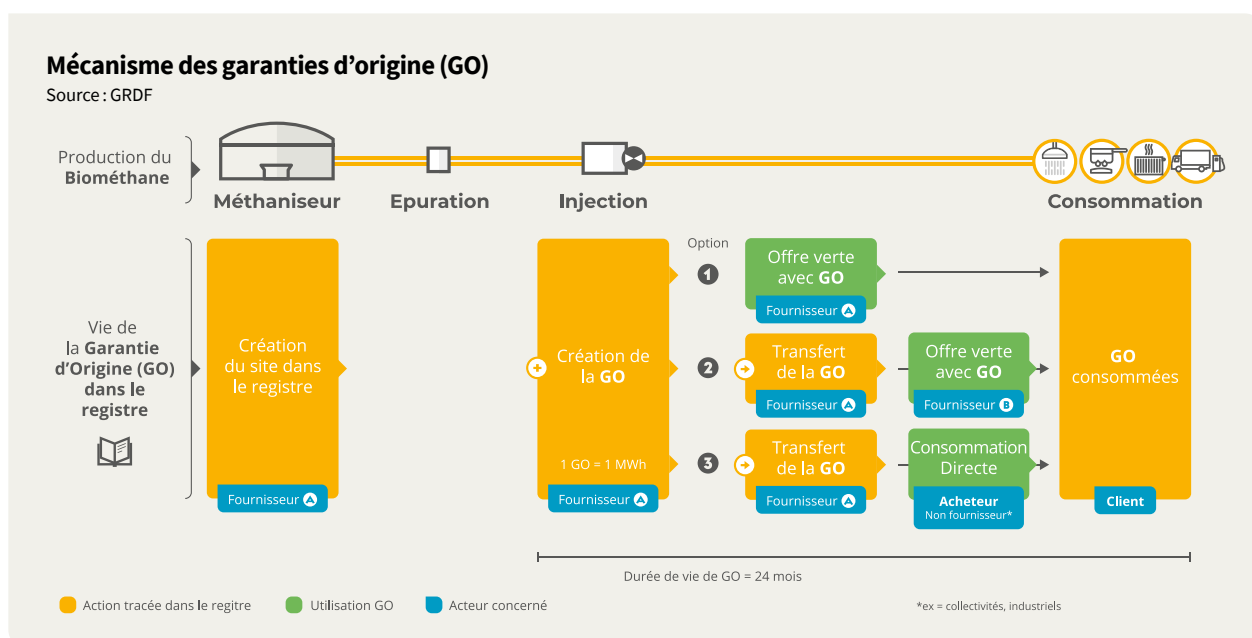 Mécanisme des garanties d'origine (GO)
Source : GRDF
Production du
Biométhane
Méthaniseur
Epuration
Injection
Consommation
Vie de
la Garantie
d'Origine (GO)
dans le
registre
Création
du site dans
le registre
Fournisseur A
Création de
la GO
1 GO = 1 MWh
Fournisseur A
Option
1
Offre verte
avec GO
Fournisseur A
2
Transfert
de la GO
Fournisseur A
Offre verte
avec GO
Fournisseur B
3
Transfert
de la GO
Fournisseur A
Consommation
Directe
Acheteur
Non fournisseur*
GO
consommées
Client
Durée de vie de GO = 24 mois
Action tracée dans le regitre
Utilisation GO
Acteur concerné
*ex = collectivités, industriels